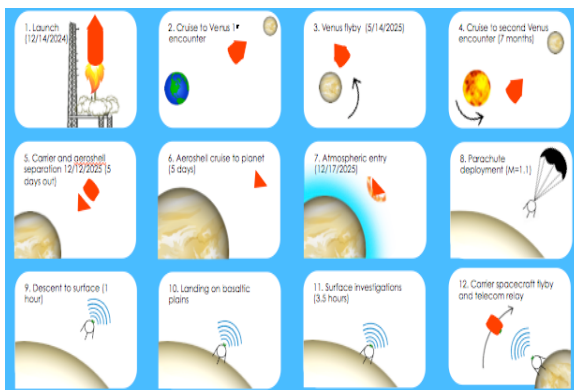 1. Launch
(12/14/2024)
2. Cruise to Venus 1st
encounter
3. Venus flyby (5/14/2025)
4. Cruise to second Venus
encounter (7 months)
5. Carrier and aeroshell
separation 12/12/2025 (5
days out)
6. Aeroshell cruise to planet
(5 days)
7. Atmospheric entry
(12/17/2025)
8. Parachute
deployment (M=1.1)
9. Descent to surface (1
hour)
10. Landing on basaltic
plains
11. Surface investigations
(3.5 hours)
12. Carrier spacecraft flyby
and telecom relay